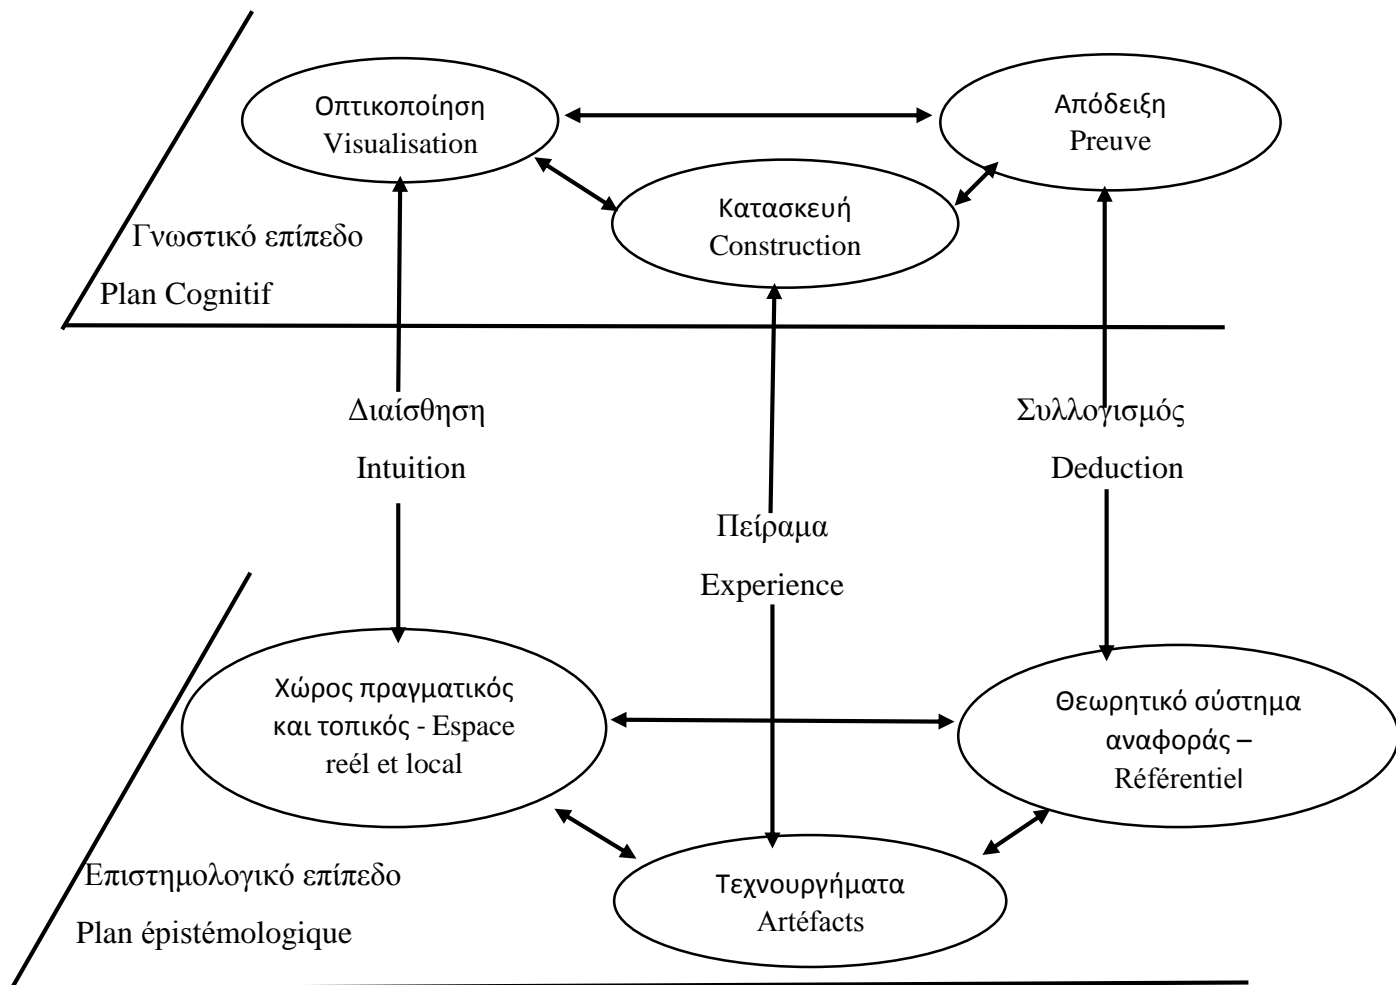 Οπτικοποίηση
Visualisation
Απόδειξη
Preuve
Κατασκευή
Construction
Γνωστικό επίπεδο
Plan Cognitif
Διαίσθηση
Intuition
Συλλογισμός
Deduction
Πείραμα
Experience
Χώρος πραγματικός
και τοπικός - Espace
reél et local
Θεωρητικό σύστημα
αναφοράς –
Référentiel
Τεχνουργήματα
Artéfacts
Επιστημολογικό επίπεδο
Plan épistémologique